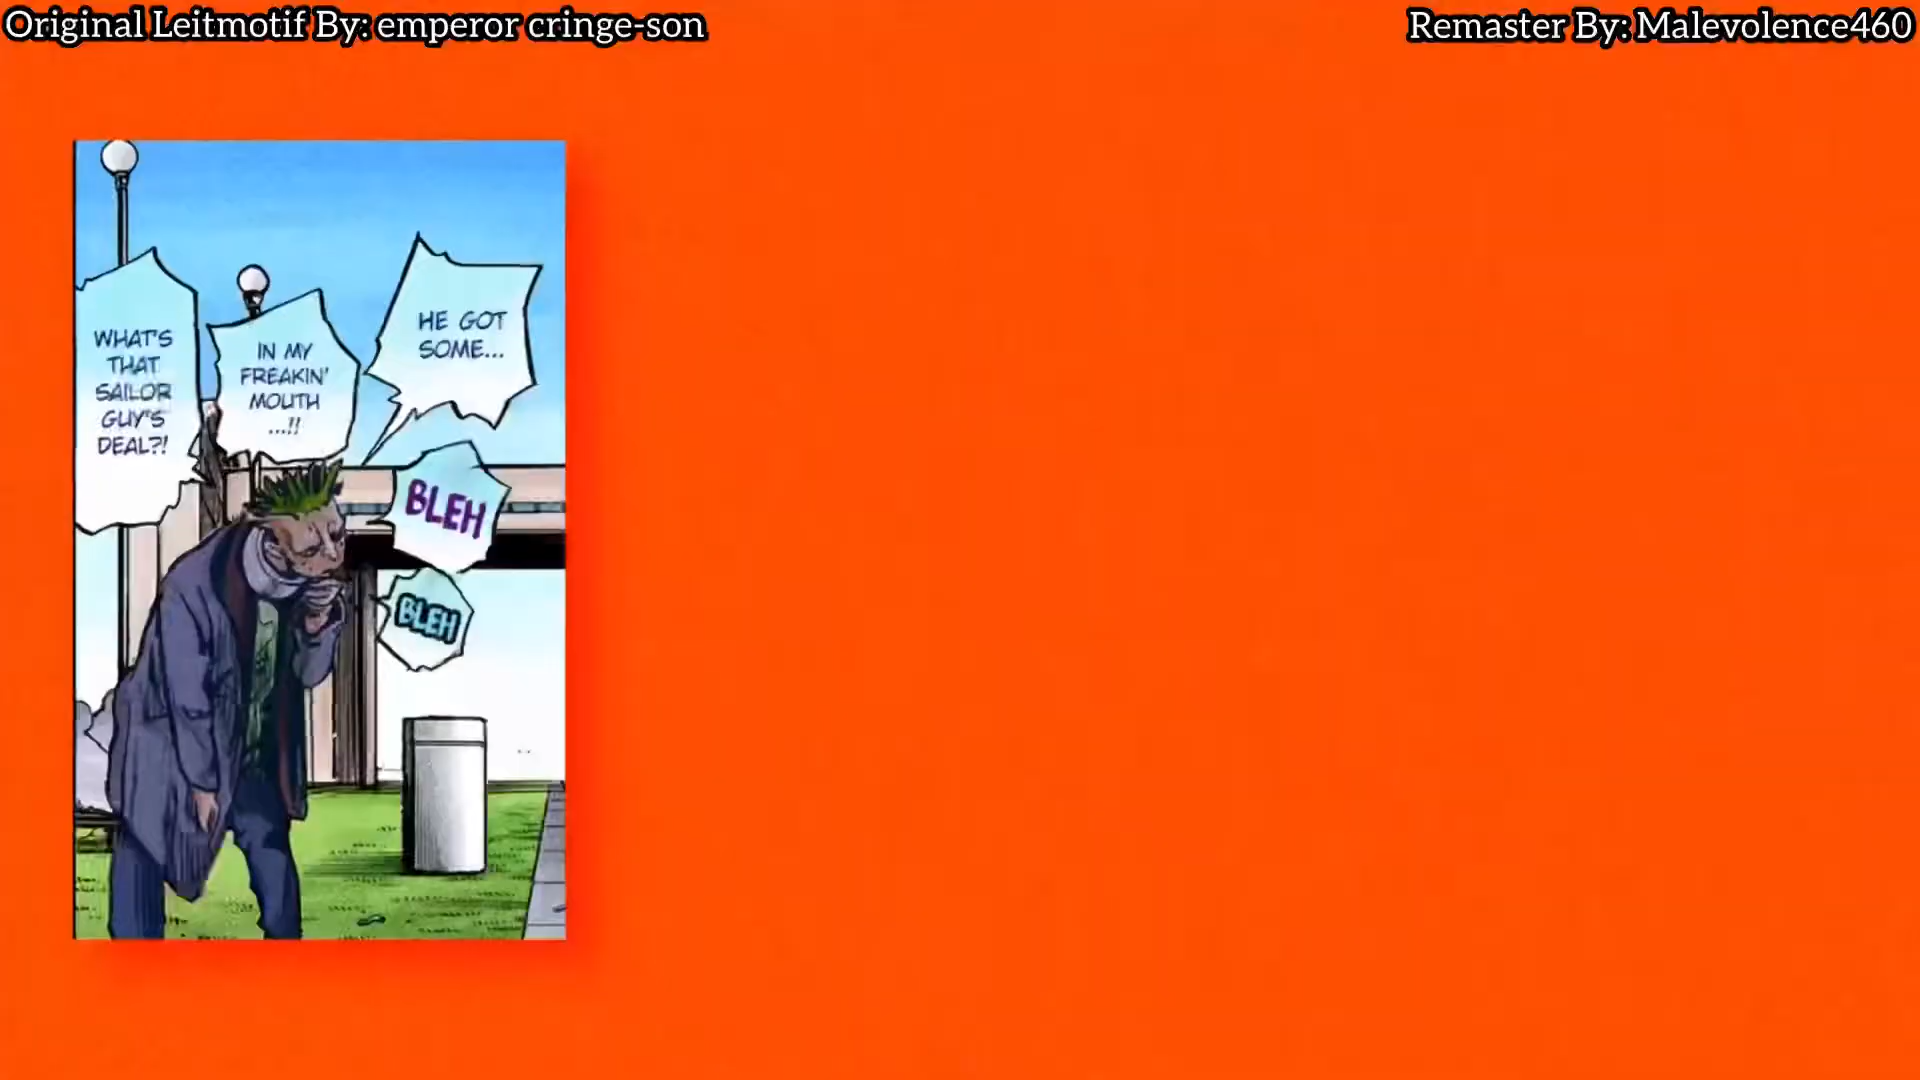 Original Leitmotif By: emperor cringe-son
Remaster By: Malevolence460
HE GOT
SOME...
IN MY
FREAKIN'
MOUTH
...!!
WHAT'S
THAT
SAILOR
GUY'S
DEAL?!
BLEH
BLEH